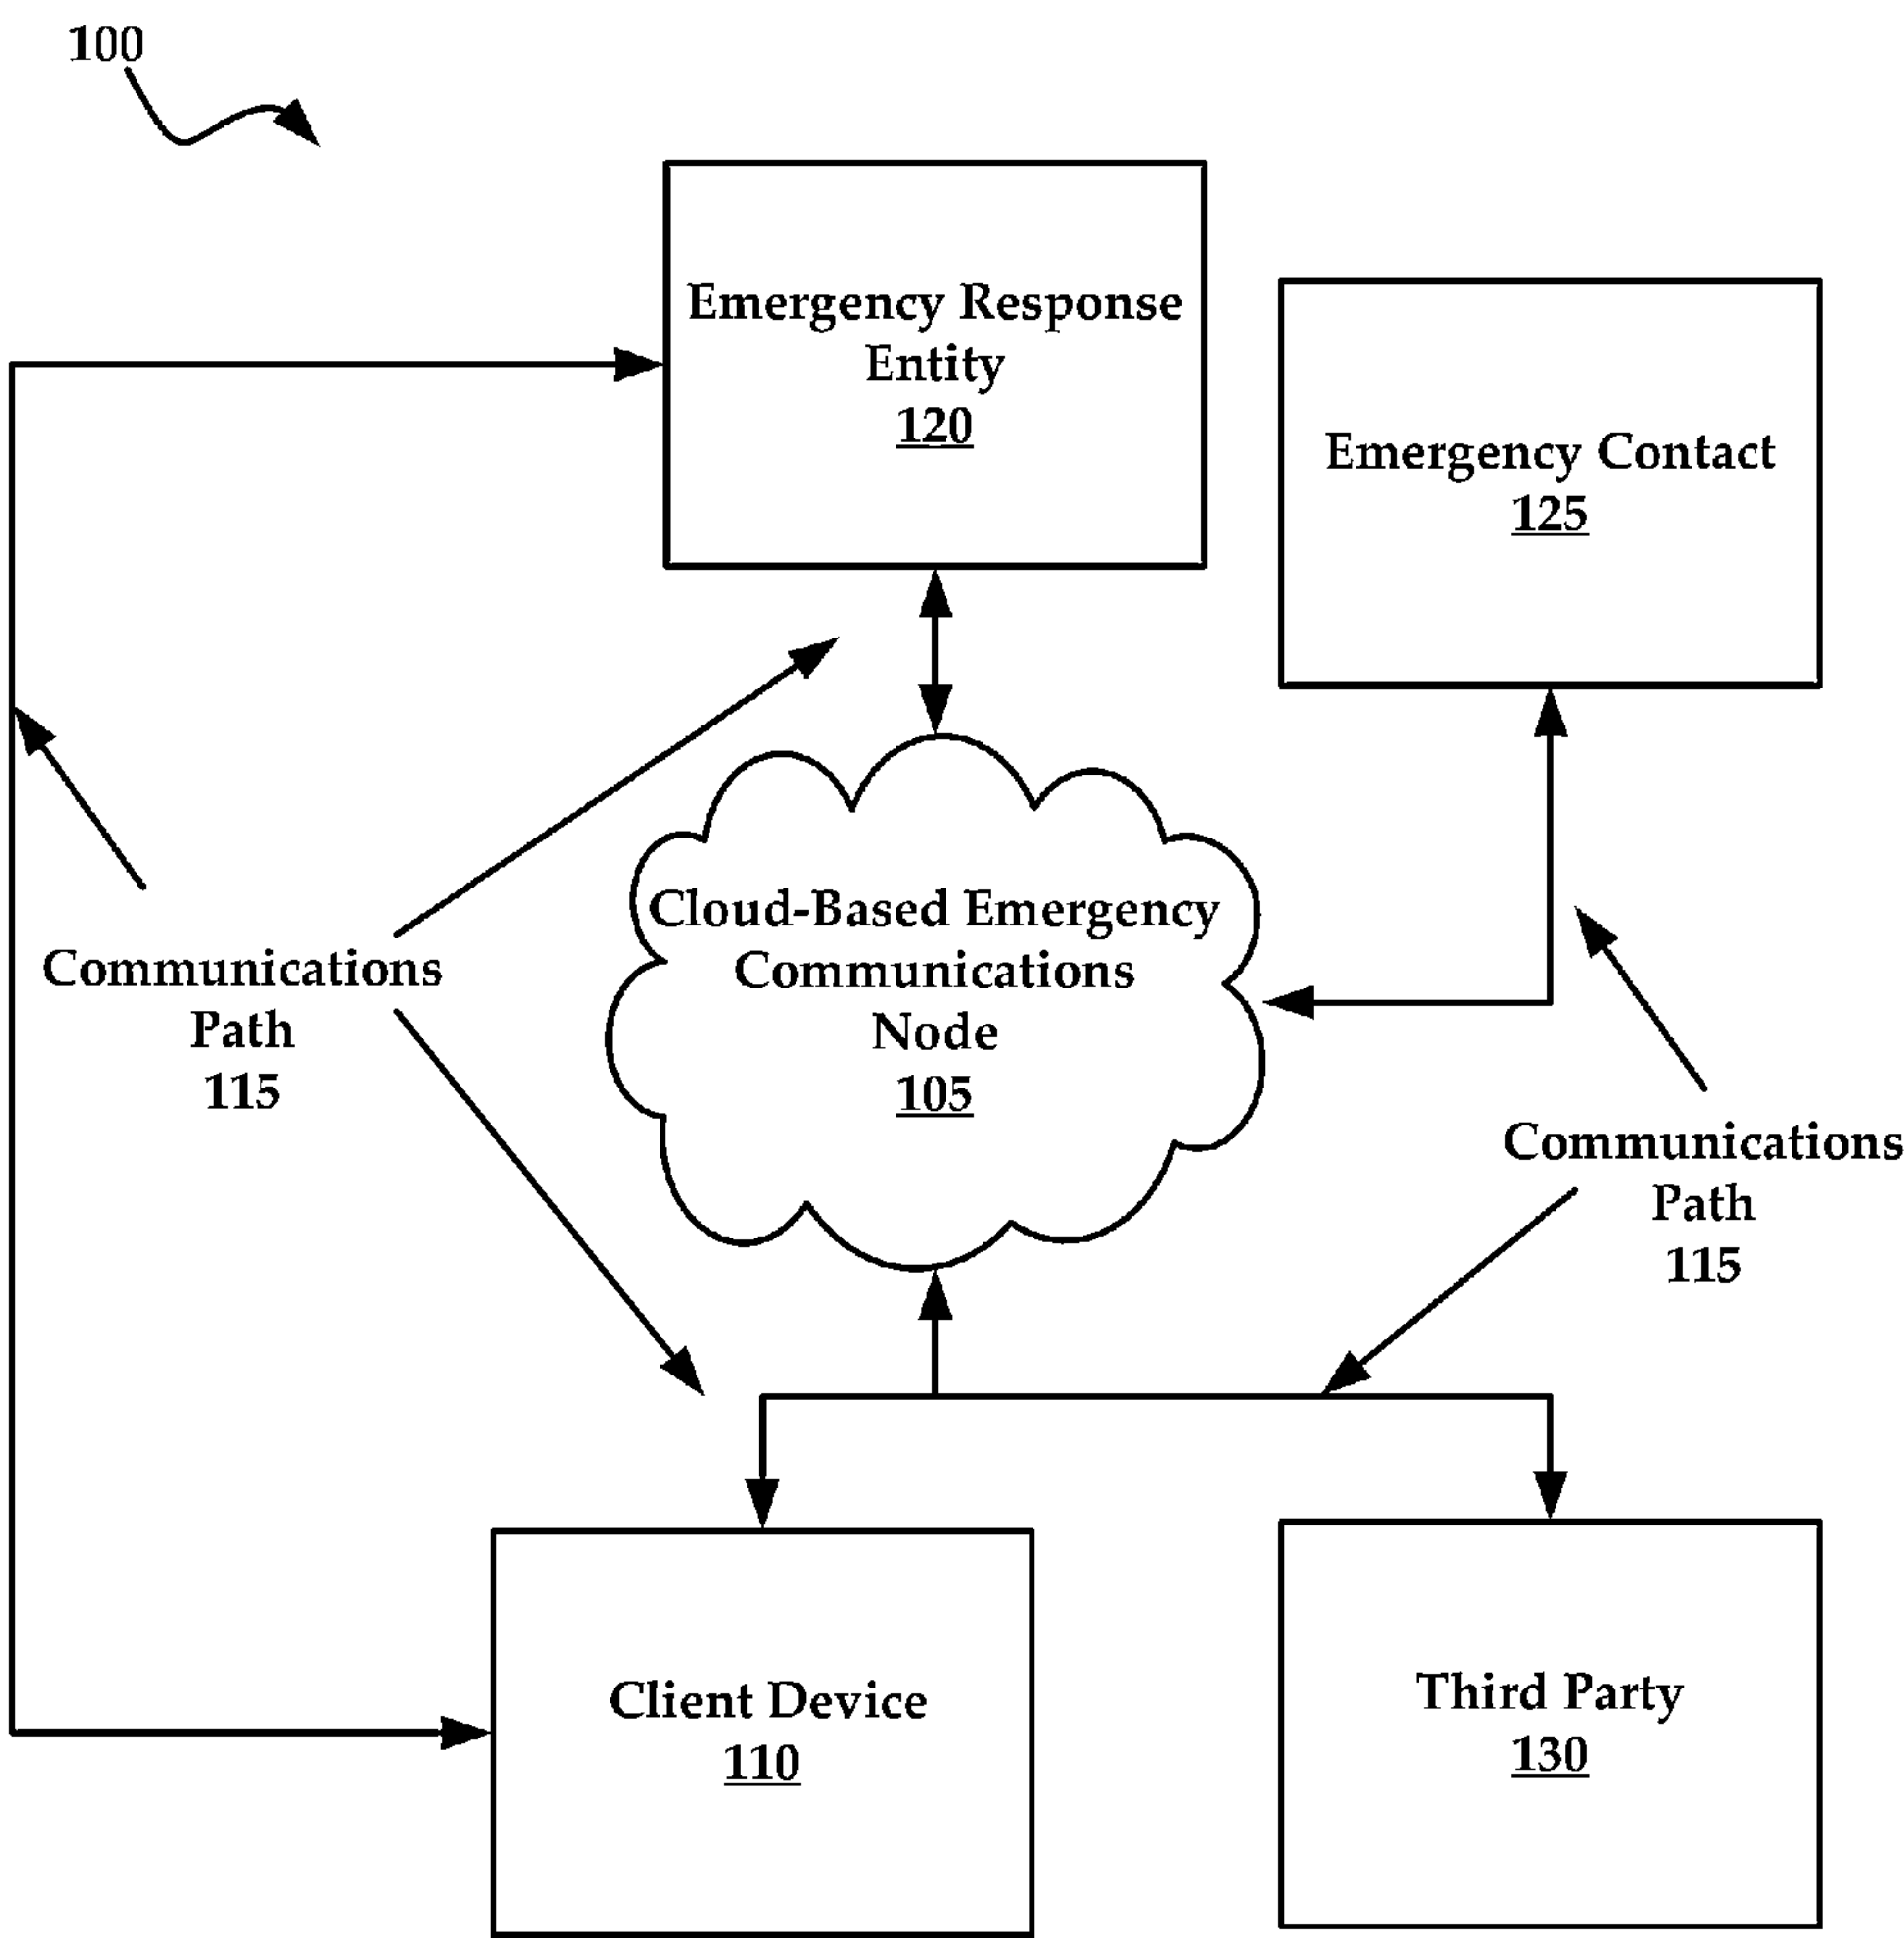 100
Emergency Response
Entity
120
Emergency Contact
125
Cloud-Based Emergency
Communications
Node
105
Communications
Path
115
Communications
Path
115
Client Device
110
Third Party
130